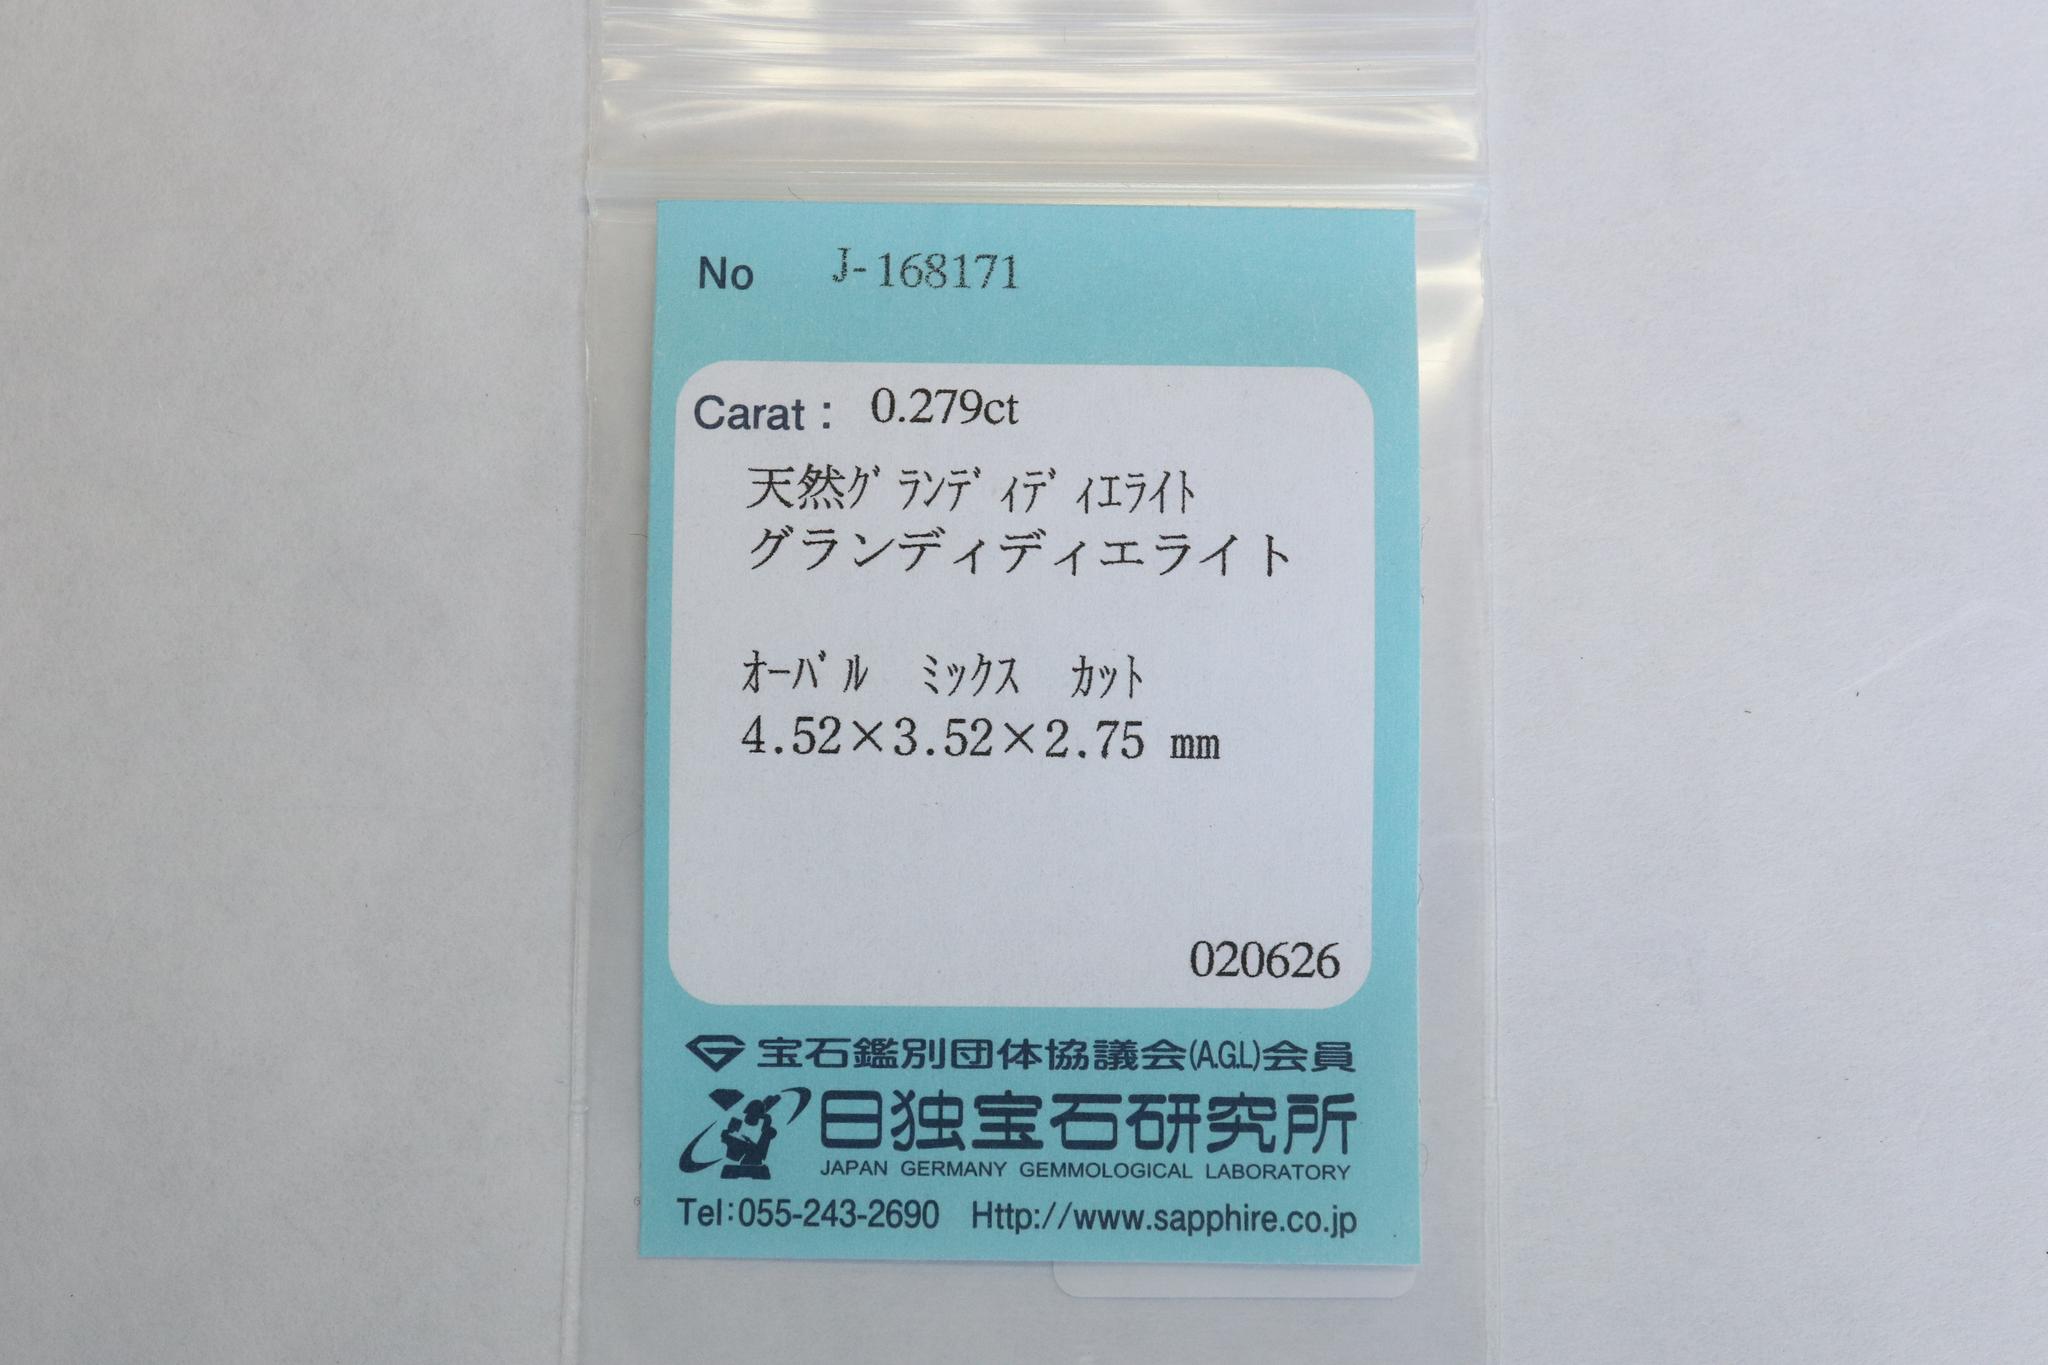 No J-168171
Carat : 0.279ct
天然ｸﾞﾗﾝﾃﾞｨﾃﾞｨｴﾗｲﾄ
グランディディエライト
ｵｰﾊﾞﾙ ﾐｯｸｽ ｶｯﾄ
4.52×3.52×2.75 mm
020626
宝石鑑別団体協議会(A.G.L)会員
日独宝石研究所
JAPAN GERMANY GEMMOLOGICAL LABORATORY
Tel:055-243-2690 Http://www.sapphire.co.jp